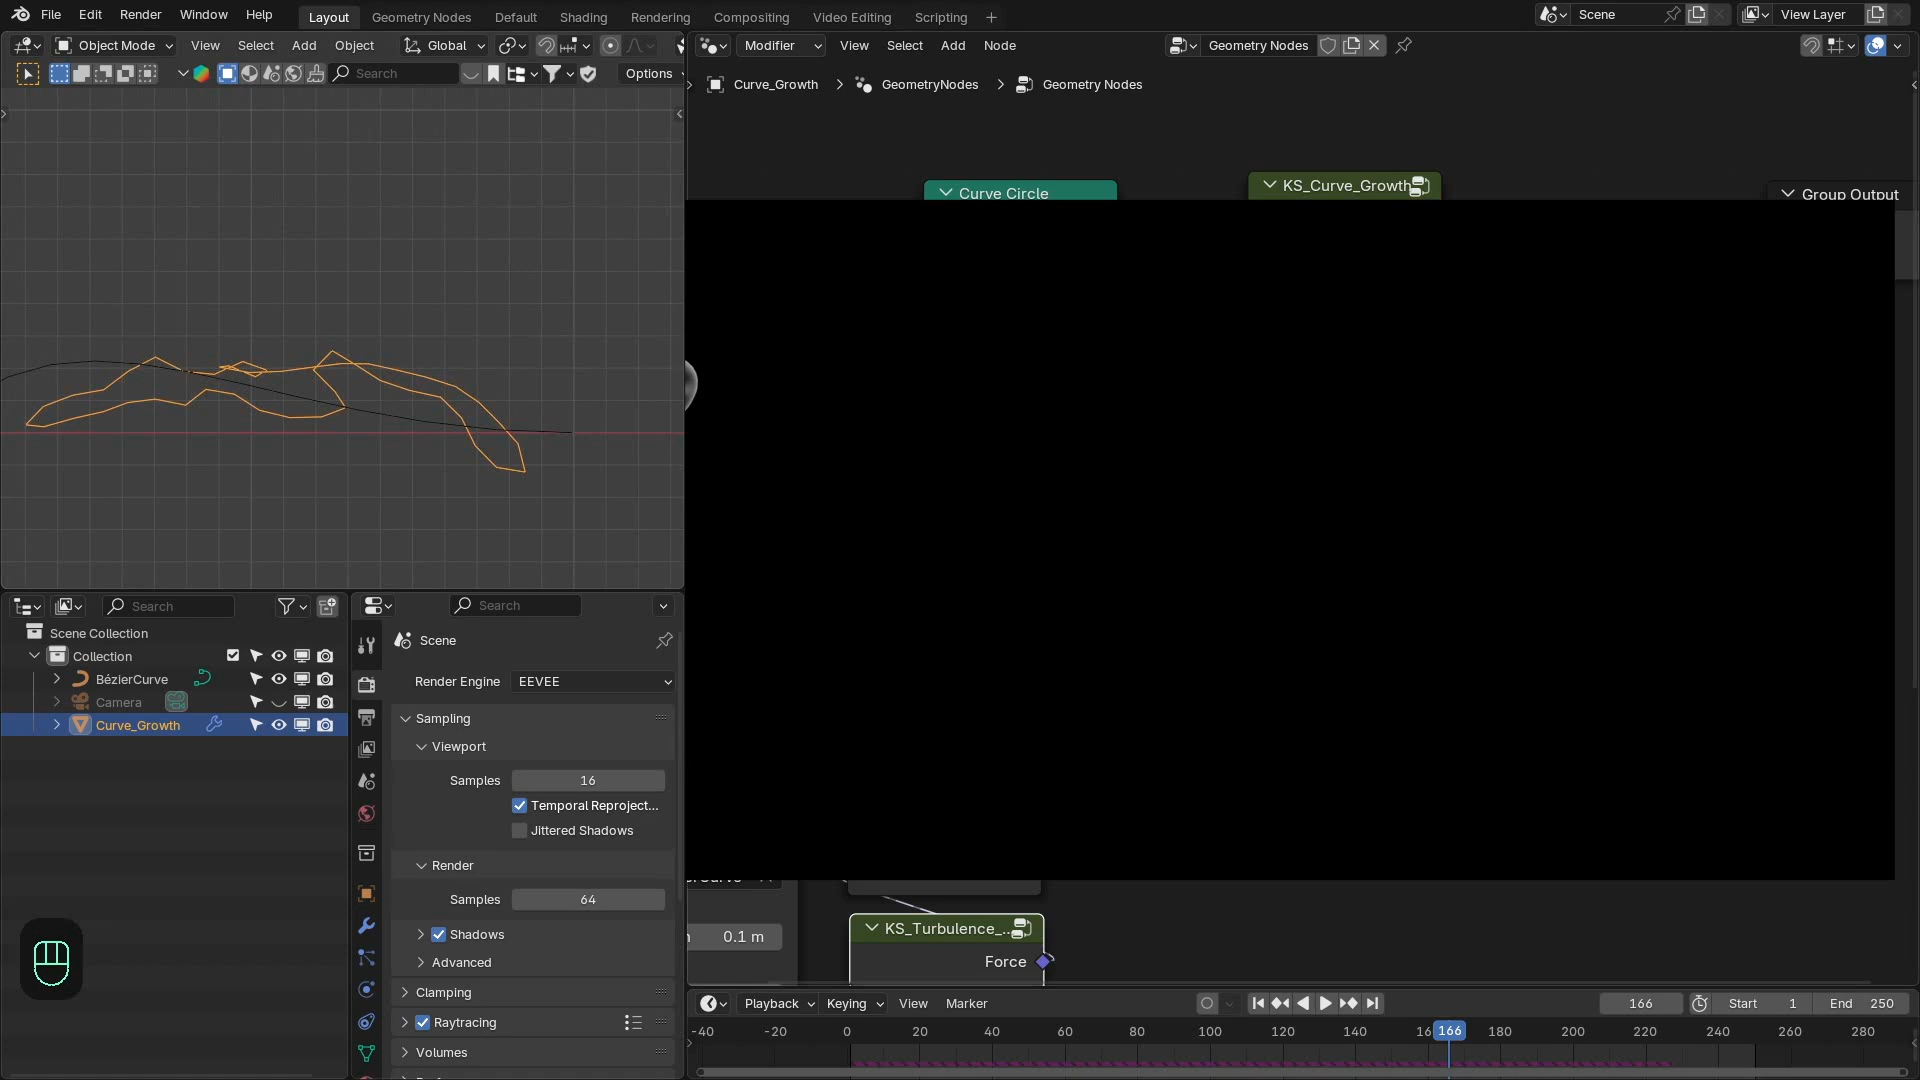 File Edit Render Window Help
Layout Geometry Nodes Default Shading Rendering Compositing Video Editing Scripting +
Scene
View Layer
Object Mode View Select Add Object Global
Modifier View Select Add Node
Geometry Nodes
Search
Options
Curve_Growth > GeometryNodes > Geometry Nodes
Curve Circle
KS_Curve_Growth
Group Output
0.1 m
KS_Turbulence_...
Force
Search
Scene Collection
Collection
BézierCurve
Camera
Curve_Growth
Search
Scene
Render Engine EEVEE
Sampling
Viewport
Samples 16
Temporal Reproject...
Jittered Shadows
Render
Samples 64
Shadows
Advanced
Clamping
Raytracing
Volumes
Playback Keying View Marker
166
Start 1
End 250
-40 -20 0 20 40 60 80 100 120 140 16 166 180 200 220 240 260 280